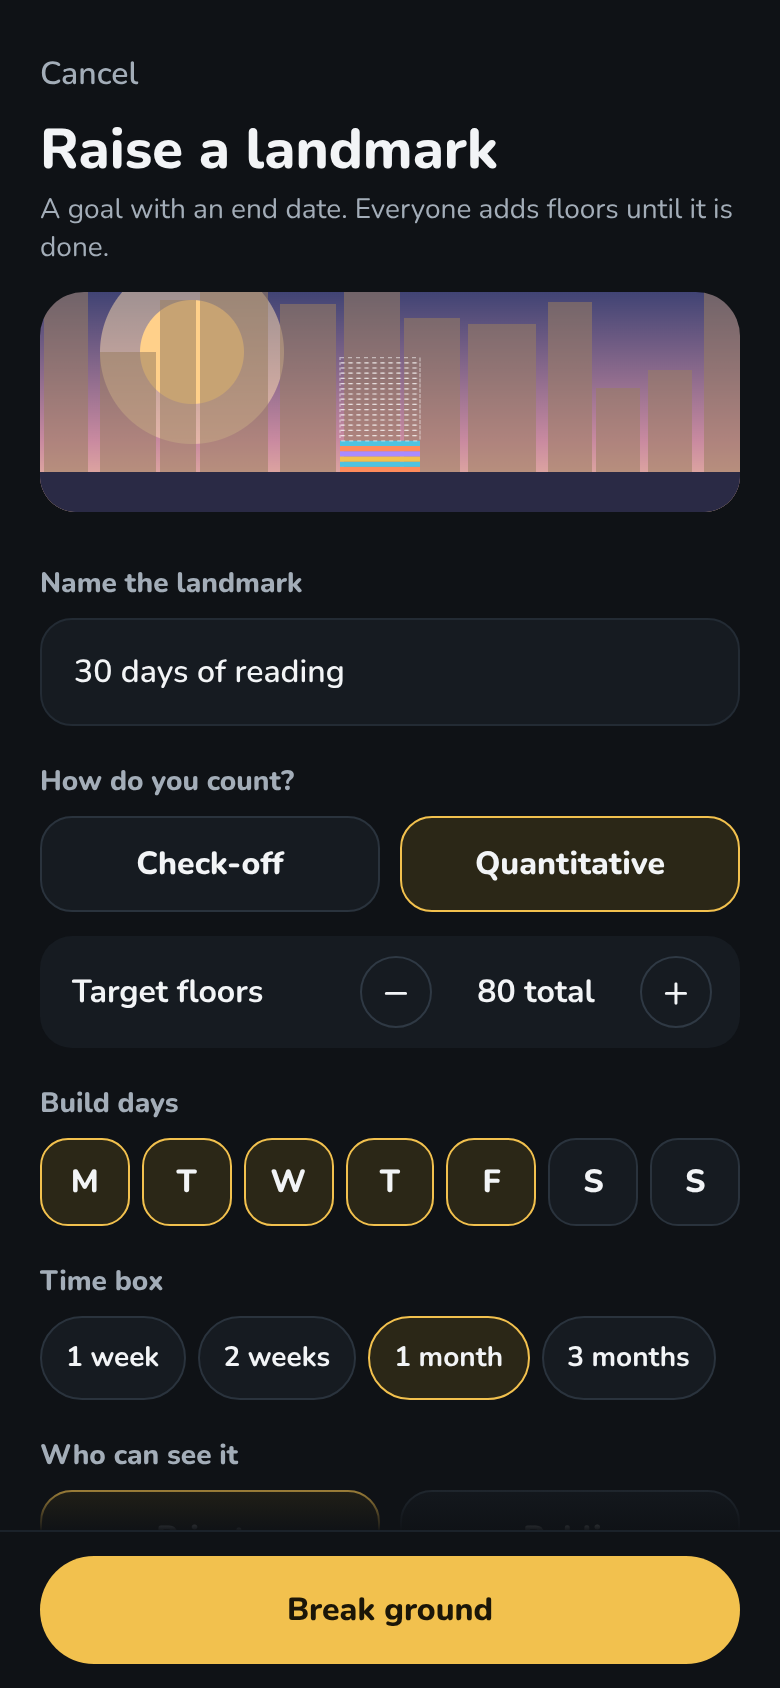 Cancel
Raise a landmark
A goal with an end date. Everyone adds floors until it is
done.
Name the landmark
30 days of reading
How do you count?
Check-off
Quantitative
Target floors
−
80 total
+
Build days
M T W T F S S
Time box
1 week
2 weeks
1 month
3 months
Who can see it
Break ground